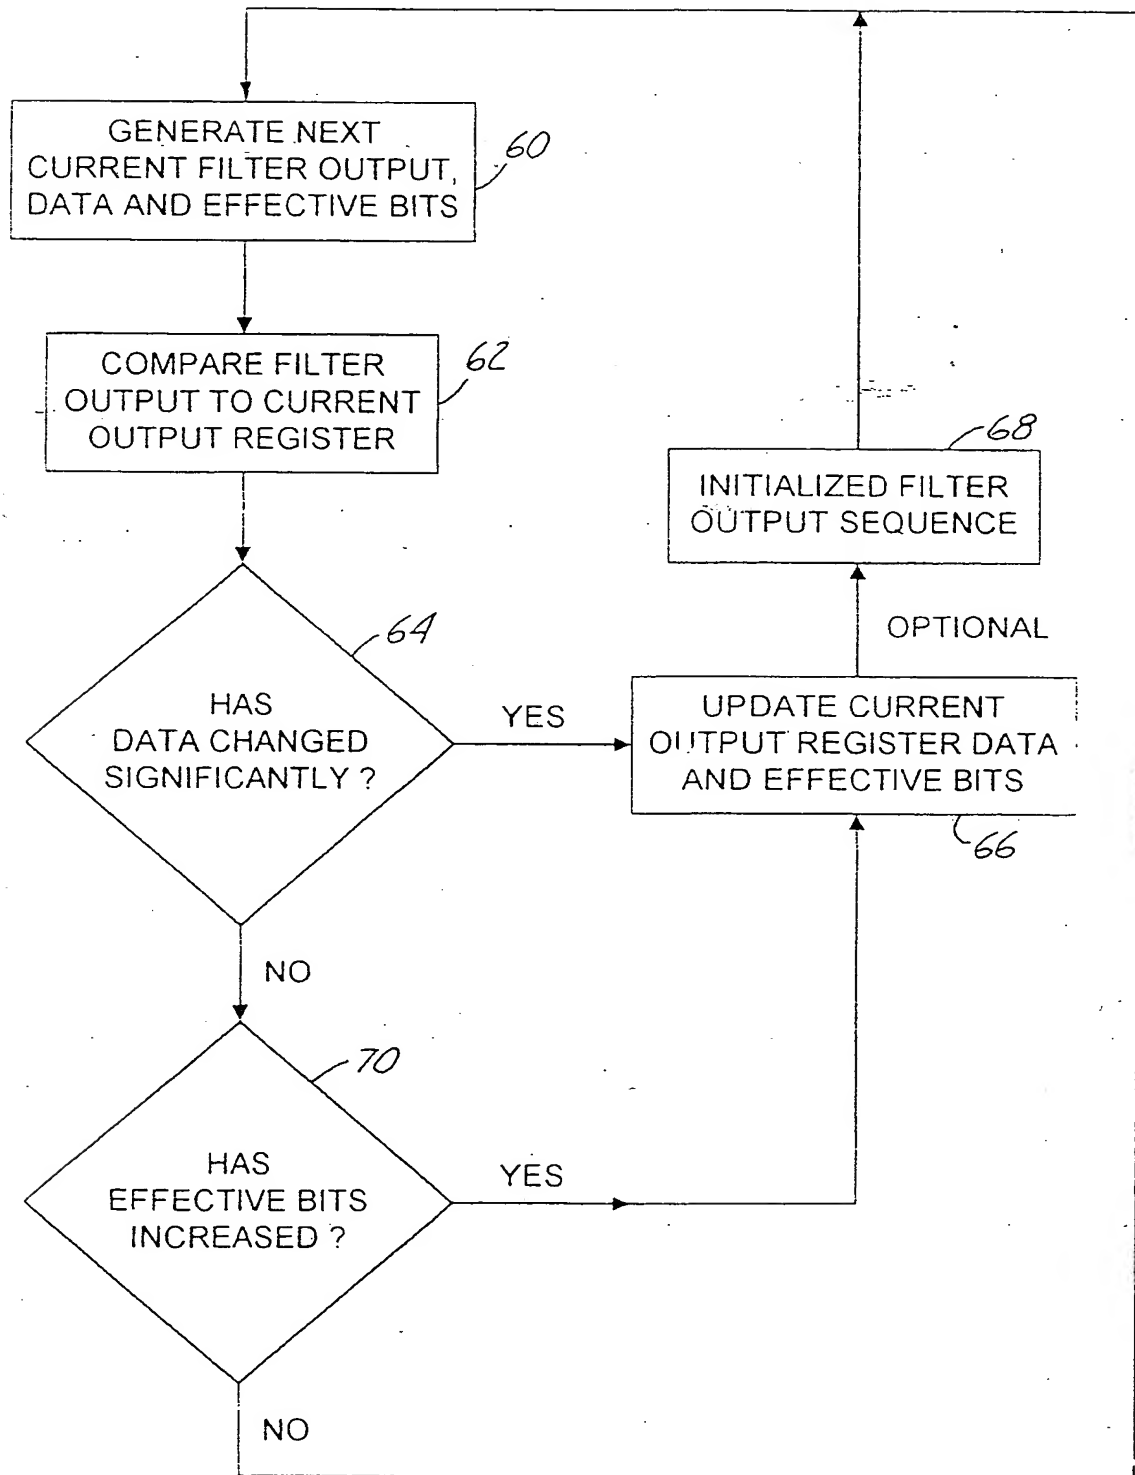 GENERATE NEXT
CURRENT FILTER OUTPUT,
DATA AND EFFECTIVE BITS
60
COMPARE FILTER
OUTPUT TO CURRENT
OUTPUT REGISTER
62
68
INITIALIZED FILTER
OUTPUT SEQUENCE
OPTIONAL
64
HAS
DATA CHANGED
SIGNIFICANTLY ?
YES
UPDATE CURRENT
OUTPUT REGISTER DATA
AND EFFECTIVE BITS
66
NO
70
HAS
EFFECTIVE BITS
INCREASED ?
YES
NO